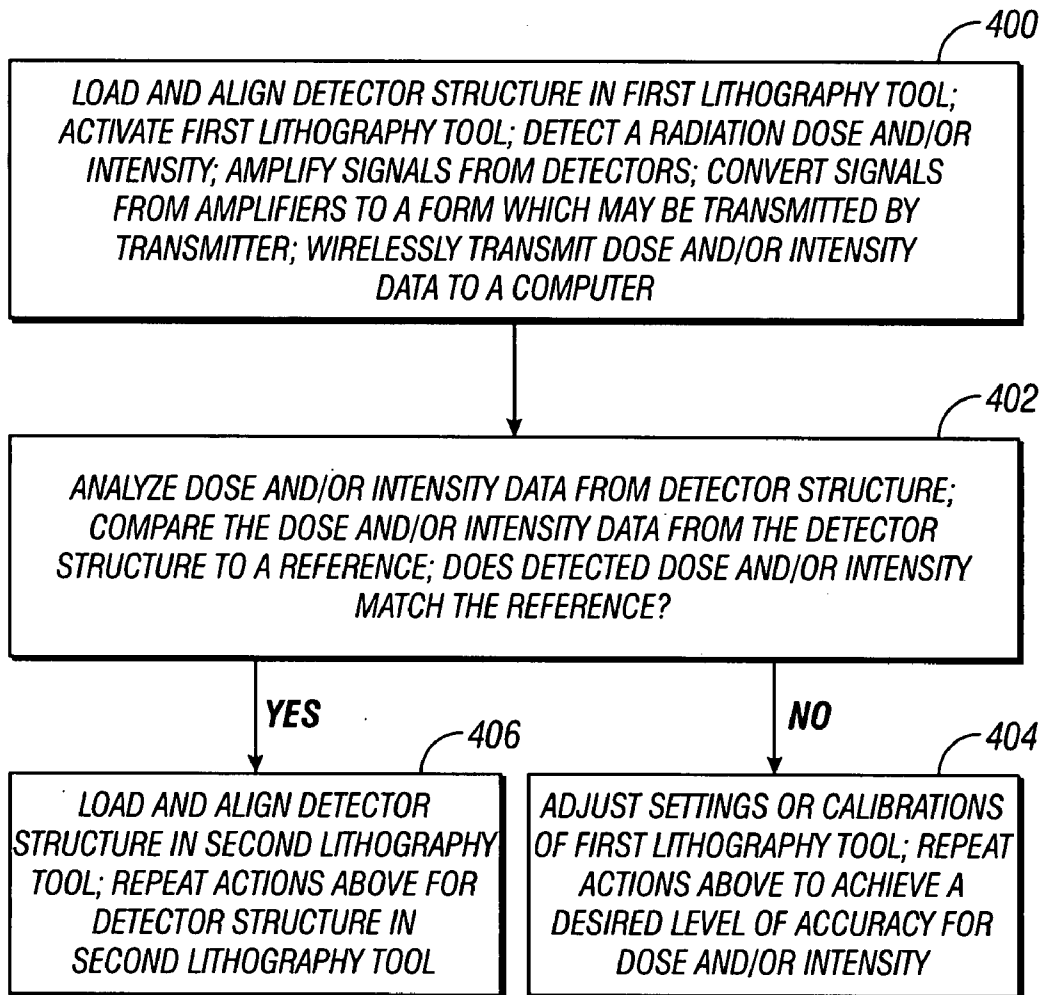 400
LOAD AND ALIGN DETECTOR STRUCTURE IN FIRST LITHOGRAPHY TOOL;
ACTIVATE FIRST LITHOGRAPHY TOOL; DETECT A RADIATION DOSE AND/OR
INTENSITY; AMPLIFY SIGNALS FROM DETECTORS; CONVERT SIGNALS
FROM AMPLIFIERS TO A FORM WHICH MAY BE TRANSMITTED BY
TRANSMITTER; WIRELESSLY TRANSMIT DOSE AND/OR INTENSITY
DATA TO A COMPUTER
402
ANALYZE DOSE AND/OR INTENSITY DATA FROM DETECTOR STRUCTURE;
COMPARE THE DOSE AND/OR INTENSITY DATA FROM THE DETECTOR
STRUCTURE TO A REFERENCE; DOES DETECTED DOSE AND/OR INTENSITY
MATCH THE REFERENCE?
YES
406
LOAD AND ALIGN DETECTOR
STRUCTURE IN SECOND LITHOGRAPHY
TOOL; REPEAT ACTIONS ABOVE FOR
DETECTOR STRUCTURE IN
SECOND LITHOGRAPHY TOOL
NO
404
ADJUST SETTINGS OR CALIBRATIONS
OF FIRST LITHOGRAPHY TOOL; REPEAT
ACTIONS ABOVE TO ACHIEVE A
DESIRED LEVEL OF ACCURACY FOR
DOSE AND/OR INTENSITY